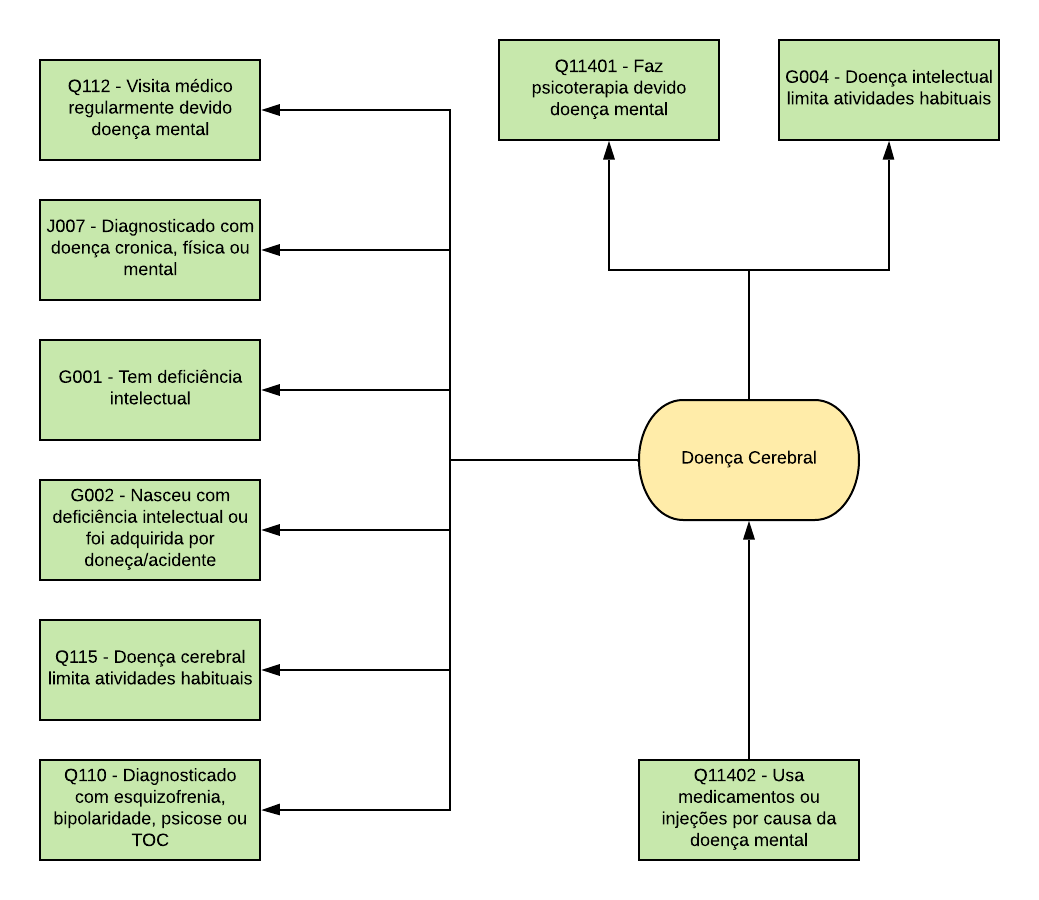 Q11401 - Faz
psicoterapia devido
doença mental
G004 - Doença intelectual
limita atividades habituais
Q112 - Visita médico
regularmente devido
doença mental
J007 - Diagnosticado com
doença cronica, física ou
mental
G001 - Tem deficiência
intelectual
Doença Cerebral
G002 - Nasceu com
deficiência intelectual ou
foi adquirida por
doneça/acidente
Q115 - Doença cerebral
limita atividades habituais
Q110 - Diagnosticado
com esquizofrenia,
bipolaridade, psicose ou
TOC
Q11402 - Usa
medicamentos ou
injeções por causa da
doença mental